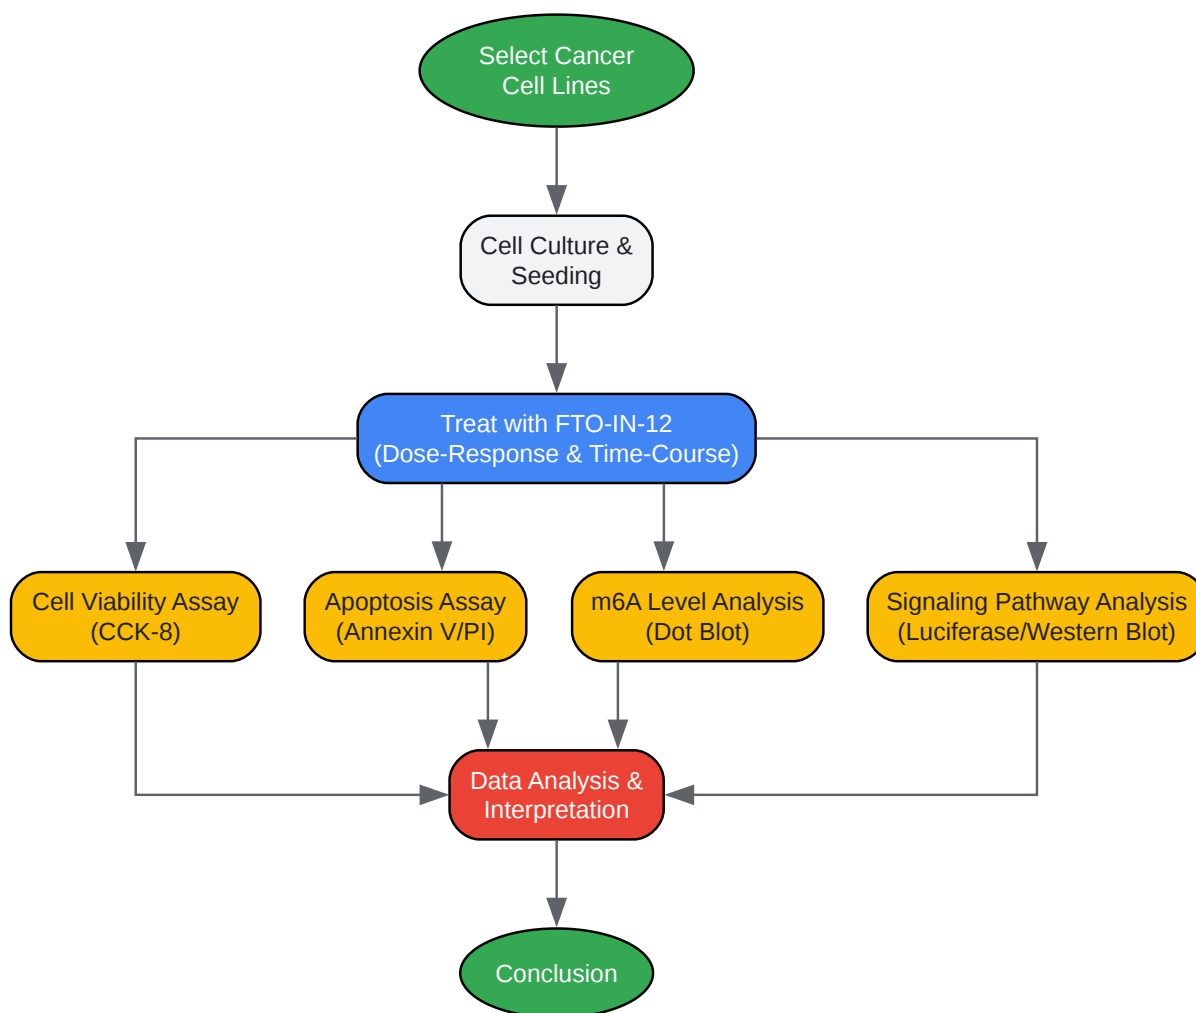 Select Cancer
Cell Lines
Cell Culture &
Seeding
Treat with FTO-IN-12
(Dose-Response & Time-Course)
Cell Viability Assay
(CCK-8)
Apoptosis Assay
(Annexin V/PI)
m6A Level Analysis
(Dot Blot)
Signaling Pathway Analysis
(Luciferase/Western Blot)
Data Analysis &
Interpretation
Conclusion